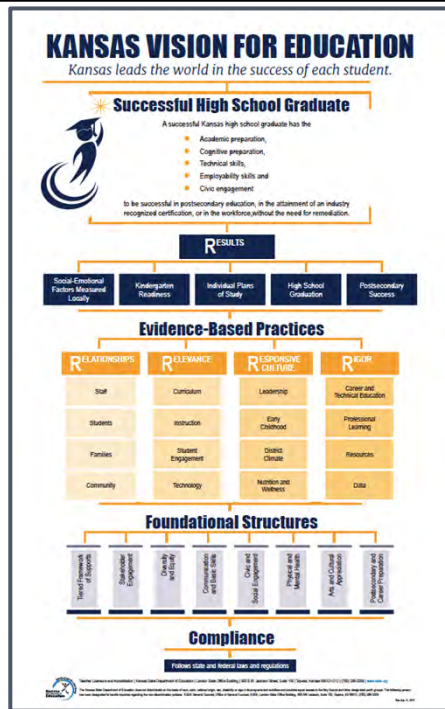 KANSAS VISION FOR EDUCATION
Kansas leads the world in the success of each student.
Successful High School Graduate
A successful Kansas high school graduate has the
Academic preparation,
Cognitive preparation,
Technical skills,
Employability skills and
Civic engagement
to be successful in postsecondary education, in the attainment of an industry
recognized certification, or in the workforce,without the need for remediation.
RESULTS
Social-Emotional
Factors Measured
Locally
Kindergarten
Readiness
Individual Plans
of Study
High School
Graduation
Postsecondary
Success
Evidence-Based Practices
RELATIONSHIPS
RELEVANCE
RESPONSIVE
CULTURE
RIGOR
Staff
Curriculum
Leadership
Career and
Technical Education
Students
Instruction
Early
Childhood
Professional
Learning
Families
Student
Engagement
District
Climate
Resources
Community
Technology
Nutrition and
Wellness
Data
Foundational Structures
Tiered Framework
of Supports
Stakeholder
Engagement
Diversity
and Equity
Communication
and Basic Skills
Civic and
Social Engagement
Physical and
Mental Health
Arts and Cultural
Appreciation
Postsecondary and
Career Preparation
Compliance
Follows state and federal laws and regulations